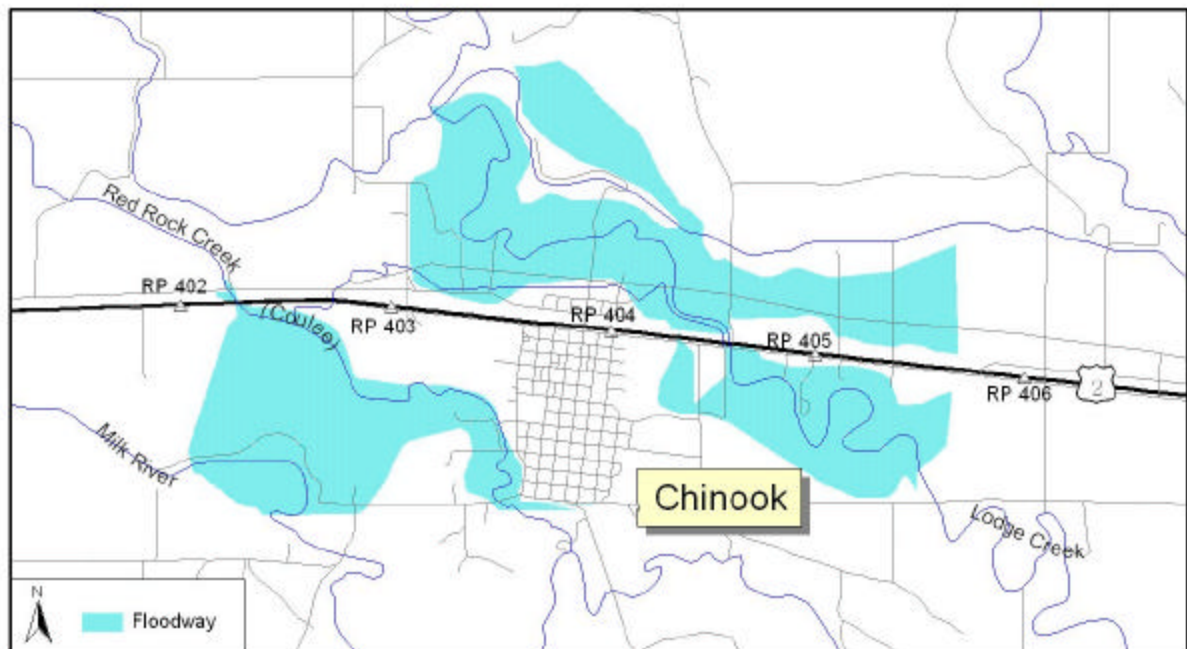 Red Rock Creek
RP 402
(Coulee)
RP 403
RP 404
RP 405
RP 406
2
Milk River
Chinook
Lodge Creek
N
Floodway